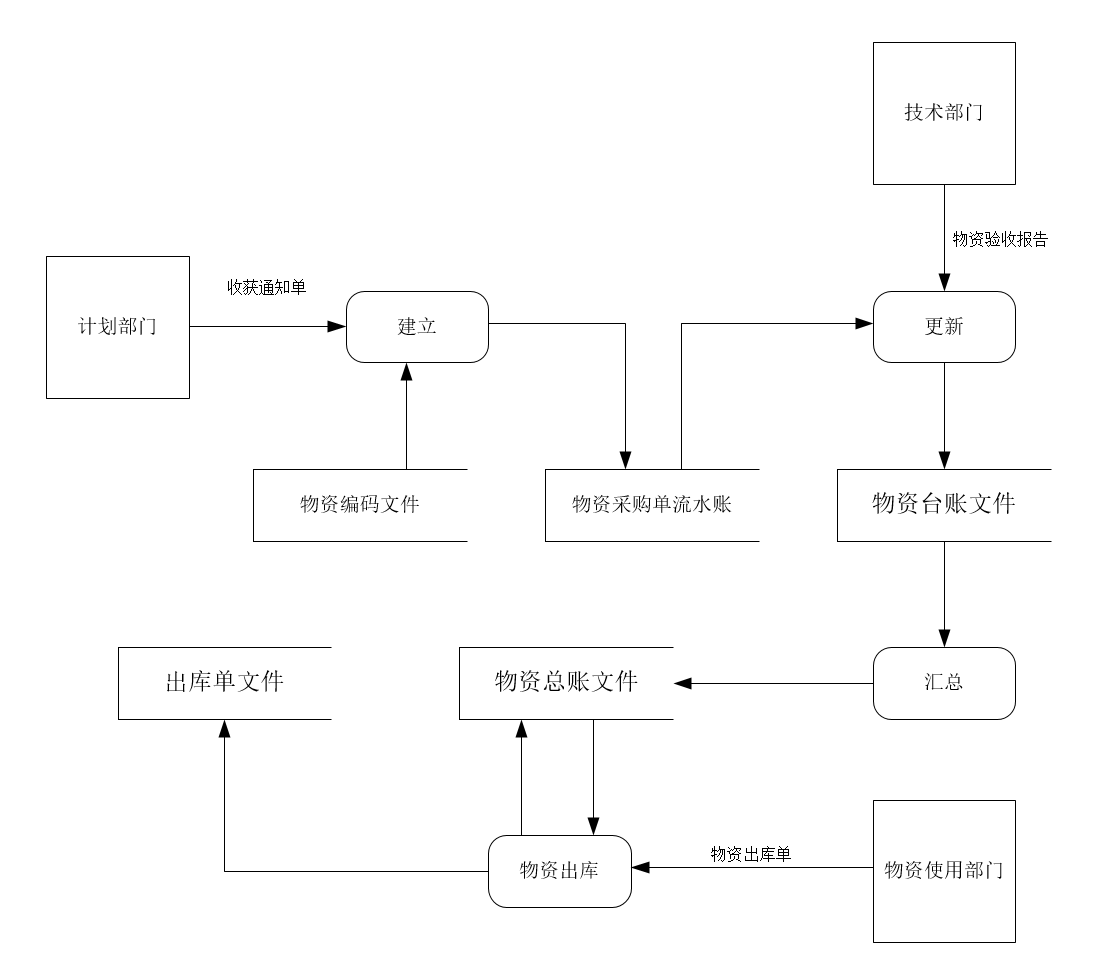 技术部门
物资验收报告
收获通知单
计划部门
建立
更新
物资编码文件
物资采购单流水账
物资台账文件
出库单文件
物资总账文件
汇总
物资出库单
物资出库
物资使用部门